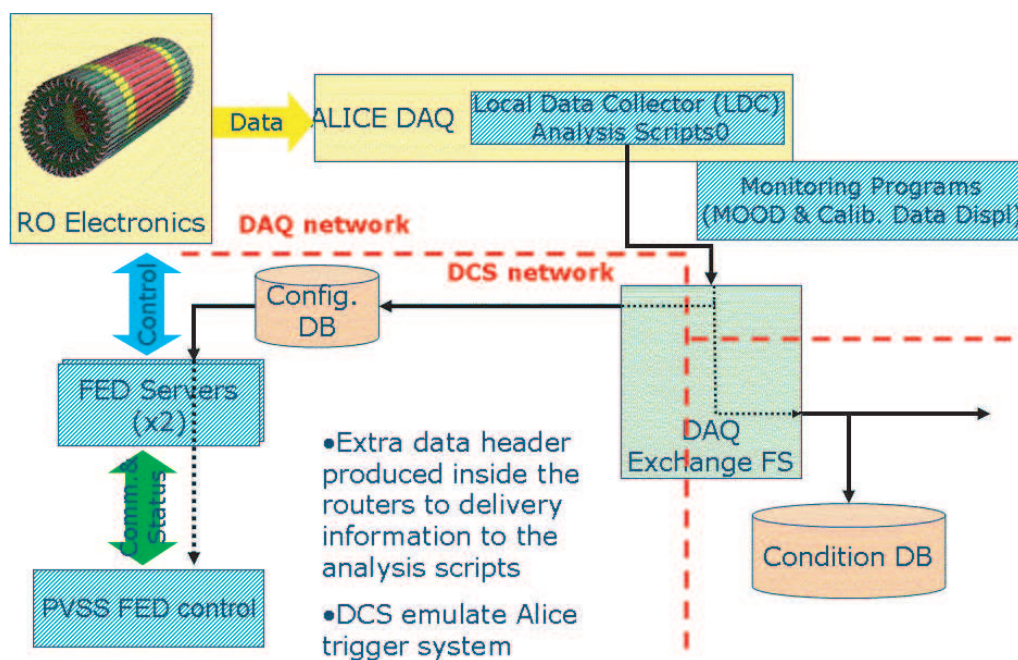 RO Electronics
Data
ALICE DAQ
Local Data Collector (LDC)
Analysis Scripts0
Monitoring Programs
(MOOD & Calib. Data Displ)
DAQ network
DCS network
Control
Config.
DB
FED Servers
(x2)
Comm.&
Status
PVSS FED control
•Extra data header
produced inside the
routers to delivery
information to the
analysis scripts
•DCS emulate Alice
trigger system
DAQ
Exchange FS
Condition DB